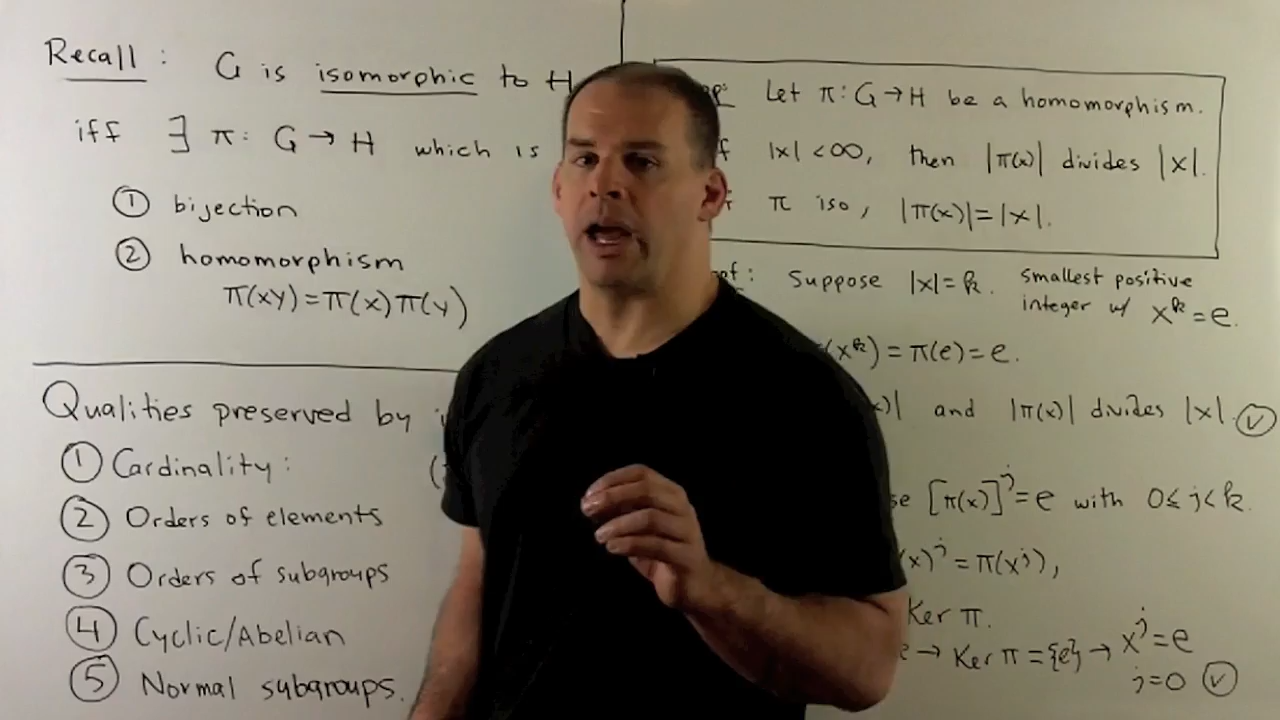 Recall : G is isomorphic to H
iff ∃ π: G → H which is
① bijection
② homomorphism
π(xy)=π(x)π(y)
Qualities preserved by
① Cardinality:
② Orders of elements
③ Orders of subgroups
④ Cyclic/Abelian
⑤ Normal subgroups.
Let π: G→H be a homomorphism.
|x| <∞, then |π(x)| divides |x|.
π iso, |π(x)|=|x|.
: Suppose |x|=k. smallest positive
integer w/ x^k=e.
(x^k) = π(e)=e.
and |π(x)| divides |x|. ✓
[π(x)]^j=e with 0≤ j<k.
(x)^j = π(x^j),
Ker π.
→ Ker π = {e} → x^j=e
j=0 ✓